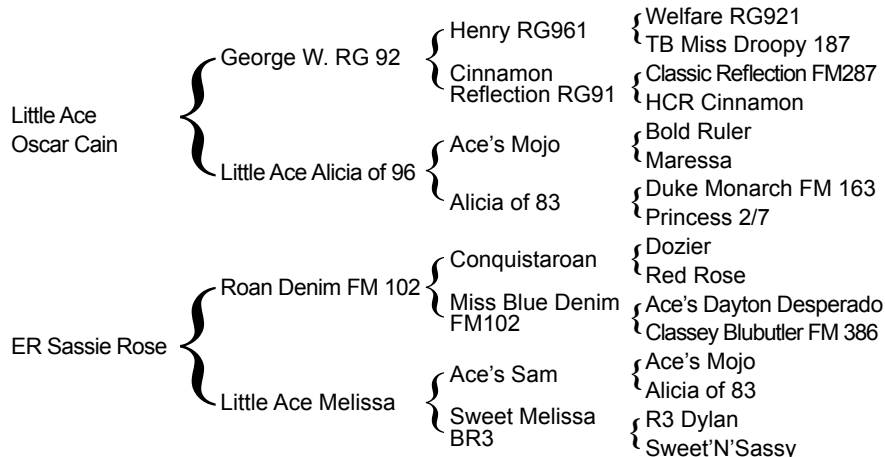 Little Ace
Oscar Cain
George W. RG 92
Henry RG961
Welfare RG921
TB Miss Droopy 187
Cinnamon
Reflection RG91
Classic Reflection FM287
HCR Cinnamon
Little Ace Alicia of 96
Ace's Mojo
Bold Ruler
Maressa
Alicia of 83
Duke Monarch FM 163
Princess 2/7
ER Sassie Rose
Roan Denim FM 102
Conquistaroan
Dozier
Red Rose
Miss Blue Denim
FM102
Ace's Dayton Desperado
Classey Blubutler FM 386
Little Ace Melissa
Ace's Sam
Ace's Mojo
Alicia of 83
Sweet Melissa
BR3
R3 Dylan
Sweet'N'Sassy